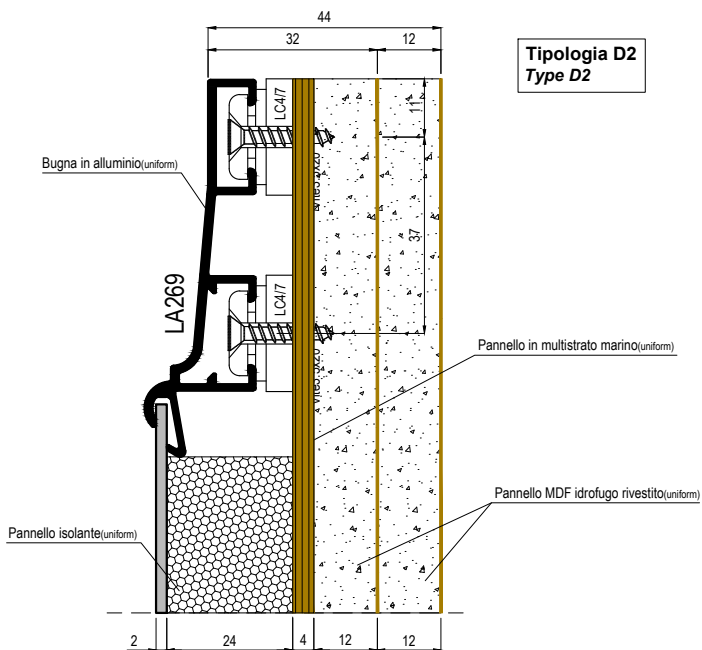 44
32
12
Tipologia D2
Type D2
LC4/7
11
Bugna in alluminio(uniform)
37
LA269
LC4/7
Pannello in multistrato marino(uniform)
Pannello MDF idrofugo rivestito(uniform)
Pannello isolante(uniform)
2
24
4
12
12